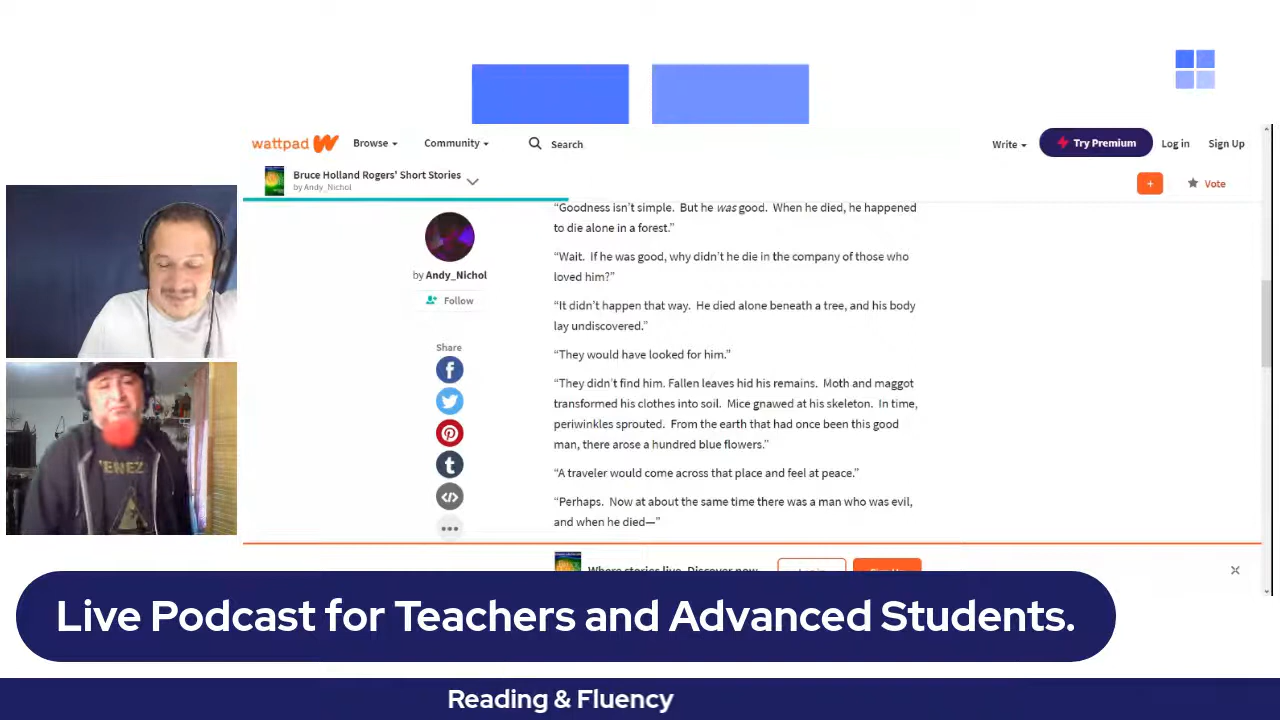 wattpad
Browse
Community
Search
Write
Try Premium
Log in
Sign Up
Bruce Holland Rogers' Short Stories
by Andy_Nichol
+
Vote
by Andy_Nichol
Follow
Share
“Goodness isn’t simple. But he was good. When he died, he happened
to die alone in a forest.”
“Wait. If he was good, why didn’t he die in the company of those who
loved him?”
“It didn’t happen that way. He died alone beneath a tree, and his body
lay undiscovered.”
“They would have looked for him.”
“They didn’t find him. Fallen leaves hid his remains. Moth and maggot
transformed his clothes into soil. Mice gnawed at his skeleton. In time,
periwinkles sprouted. From the earth that had once been this good
man, there arose a hundred blue flowers.”
“A traveler would come across that place and feel at peace.”
“Perhaps. Now at about the same time there was a man who was evil,
and when he died—”
Where stories live. Discover now
Live Podcast for Teachers and Advanced Students.
Reading & Fluency